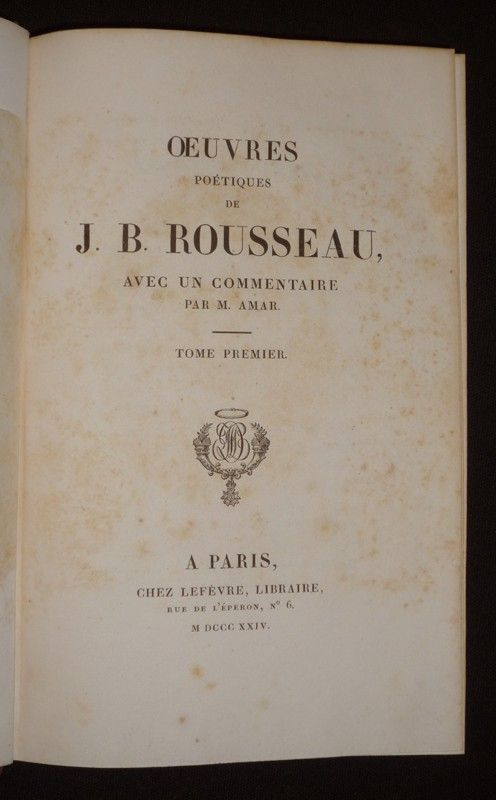 OEUVRES
POÉTIQUES
DE
J. B. ROUSSEAU,
AVEC UN COMMENTAIRE
PAR M. AMAR.
TOME PREMIER.
A PARIS,
CHEZ LEFÈVRE, LIBRAIRE,
RUE DE L'ÉPERON, N° 6.
M DCCC XXIV.